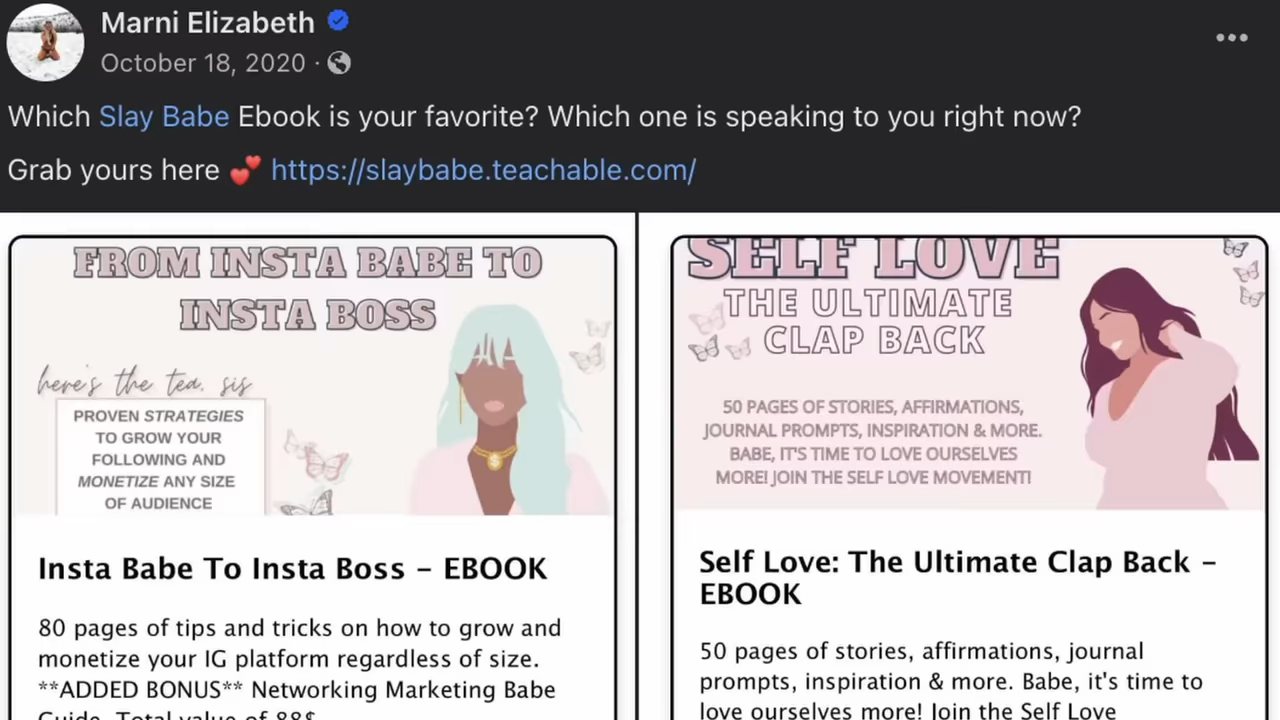 Marni Elizabeth
October 18, 2020 ·
Which Slay Babe Ebook is your favorite? Which one is speaking to you right now?
Grab yours here 💕 https://slaybabe.teachable.com/
FROM INSTA BABE TO
INSTA BOSS
here's the tea, sis
PROVEN STRATEGIES
TO GROW YOUR
FOLLOWING AND
MONETIZE ANY SIZE
OF AUDIENCE
Insta Babe To Insta Boss – EBOOK
80 pages of tips and tricks on how to grow and
monetize your IG platform regardless of size.
**ADDED BONUS** Networking Marketing Babe
Guide. Total value of 88$
SELF LOVE
THE ULTIMATE
CLAP BACK
50 PAGES OF STORIES, AFFIRMATIONS,
JOURNAL PROMPTS, INSPIRATION & MORE.
BABE, IT'S TIME TO LOVE OURSELVES
MORE! JOIN THE SELF LOVE MOVEMENT!
Self Love: The Ultimate Clap Back –
EBOOK
50 pages of stories, affirmations, journal
prompts, inspiration & more. Babe, it's time to
love ourselves more! Join the Self Love